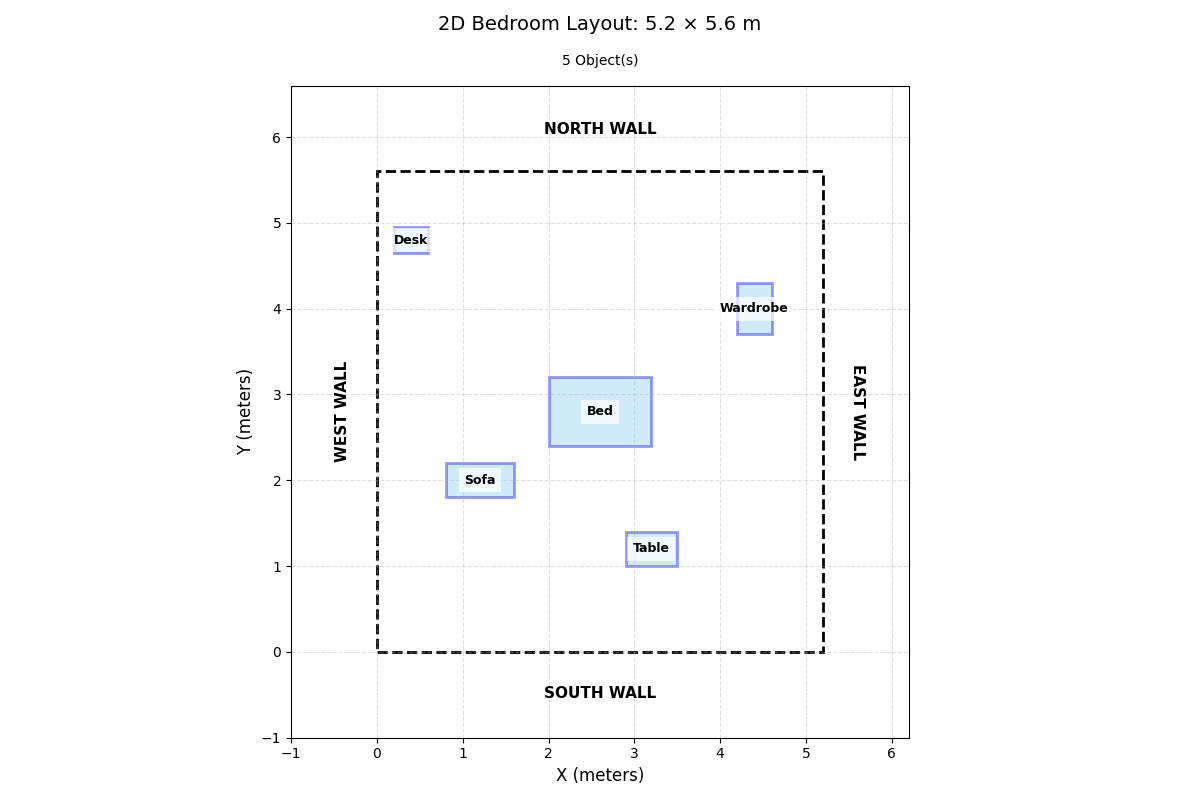 2D Bedroom Layout: 5.2 × 5.6 m
5 Object(s)
NORTH WALL
6
5
4
3
2
1
0
−1
Y (meters)
WEST WALL
EAST WALL
Desk
Wardrobe
Bed
Sofa
Table
SOUTH WALL
−1 0 1 2 3 4 5 6
X (meters)